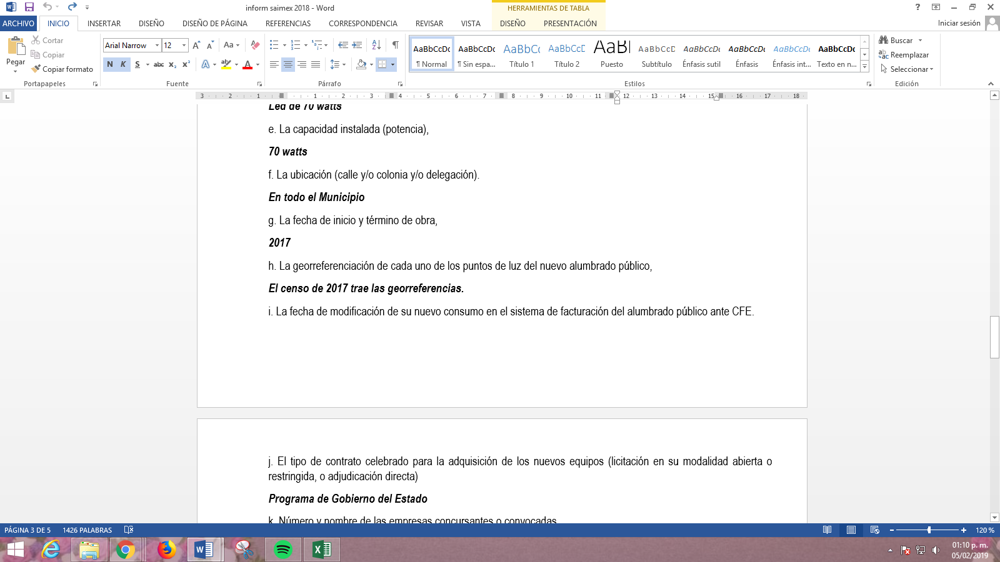 inform saimex 2018 - Word
HERRAMIENTAS DE TABLA
?
ARCHIVO INICIO INSERTAR DISEÑO DISEÑO DE PÁGINA REFERENCIAS CORRESPONDENCIA REVISAR VISTA DISEÑO PRESENTACIÓN Iniciar sesión
Pegar
Cortar
Copiar
Copiar formato
Portapapeles
Arial Narrow 12
N K S abc x₂ x²
Fuente
Párrafo
AaBbCcDc AaBbCcDc AaBbCc AaBbCcD AaBl AaBbCcD AaBbCcDc AaBbCcDc AaBbCcDc AaBbCcDc
¶ Normal ¶ Sin espa... Título 1 Título 2 Puesto Subtítulo Énfasis sutil Énfasis Énfasis int... Texto en n...
Estilos
Buscar
Reemplazar
Seleccionar
Edición
3 2 1 1 2 3 4 5 6 7 8 9 10 11 12 13 14 15 16 17 18
Led de 70 watts
e. La capacidad instalada (potencia),
70 watts
f. La ubicación (calle y/o colonia y/o delegación).
En todo el Municipio
g. La fecha de inicio y término de obra,
2017
h. La georreferenciación de cada uno de los puntos de luz del nuevo alumbrado público,
El censo de 2017 trae las georreferencias.
i. La fecha de modificación de su nuevo consumo en el sistema de facturación del alumbrado público ante CFE.
j. El tipo de contrato celebrado para la adquisición de los nuevos equipos (licitación en su modalidad abierta o
restringida, o adjudicación directa)
Programa de Gobierno del Estado
k. Número y nombre de las empresas concursantes o convocadas
PÁGINA 3 DE 5 1426 PALABRAS 120 %
01:10 p. m.
05/02/2019